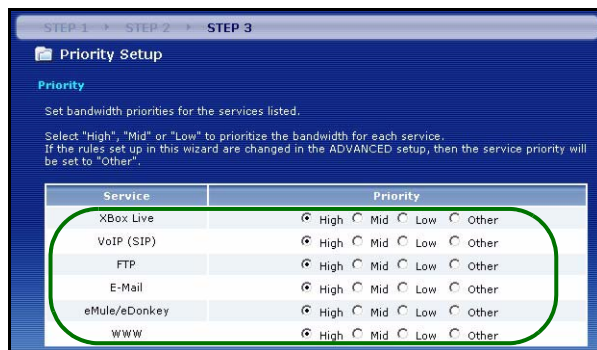 STEP 1 STEP 2 STEP 3
Priority Setup
Priority
Set bandwidth priorities for the services listed.
Select "High", "Mid" or "Low" to prioritize the bandwidth for each service.
If the rules set up in this wizard are changed in the ADVANCED setup, then the service priority will
be set to "Other".
Service Priority
XBox Live High Mid Low Other
VoIP (SIP) High Mid Low Other
FTP High Mid Low Other
E-Mail High Mid Low Other
eMule/eDonkey High Mid Low Other
WWW High Mid Low Other